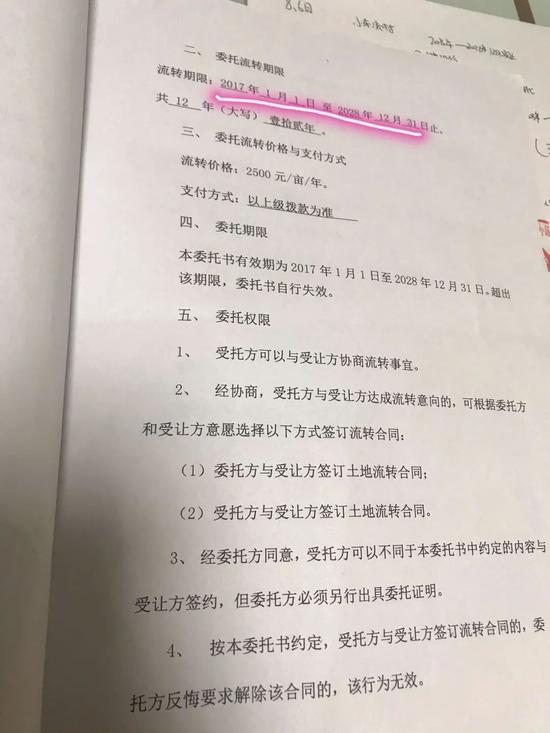 8.6日
二、 委托流转期限
流转期限：2017年 1月 1日 至 2028年 12月 31日止。
共 12 年（大写）壹拾贰年。
三、 委托流转价格与支付方式
流转价格：2500 元/亩/年。
支付方式：以上级拨款为准
四、 委托期限
本委托书有效期为 2017 年 1 月 1 日至 2028 年 12 月 31 日。超出
该期限，委托书自行失效。
五、 委托权限
1、 受托方可以与受让方协商流转事宜。
2、 经协商，受托方与受让方达成流转意向的，可根据委托方
和受让方意愿选择以下方式签订流转合同：
（1）委托方与受让方签订土地流转合同；
（2）受托方与受让方签订土地流转合同。
3、 经委托方同意，受托方可以不同于本委托书中约定的内容与
受让方签约，但委托方必须另行出具委托证明。
4、 按本委托书约定，受托方与受让方签订流转合同的，委
托方反悔要求解除该合同的，该行为无效。